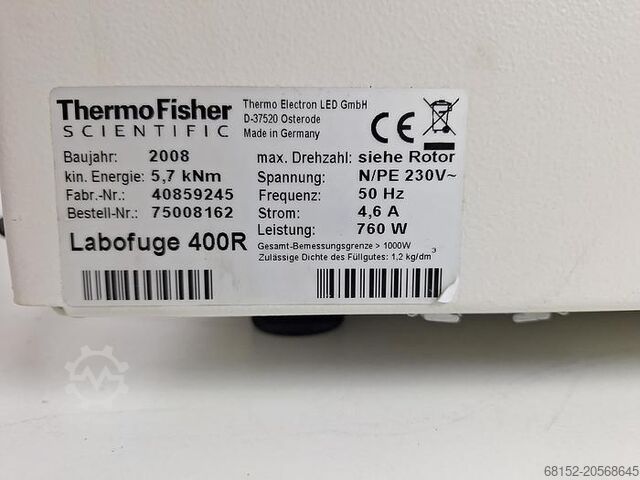 ThermoFisher
SCIENTIFIC
Thermo Electron LED GmbH
D-37520 Osterode
Made in Germany
CE
Baujahr: 2008
max. Drehzahl: siehe Rotor
kin. Energie: 5,7 kNm
Spannung: N/PE 230V~
Fabr.-Nr.: 40859245
Frequenz: 50 Hz
Bestell-Nr.: 75008162
Strom: 4,6 A
Leistung: 760 W
Labofuge 400R
Gesamt-Bemessungsgrenze > 1000W
Zulässige Dichte des Füllgutes: 1,2 kg/dm³
68152-20568645